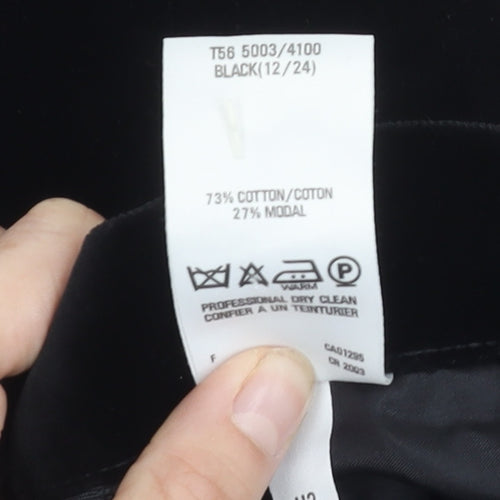 T56 5003/4100
BLACK(12/24)
73% COTTON/COTON
27% MODAL
P
WARM
PROFESSIONAL DRY CLEAN
CONFIER A UN TEINTURIER
F
CA01295
CR 2003